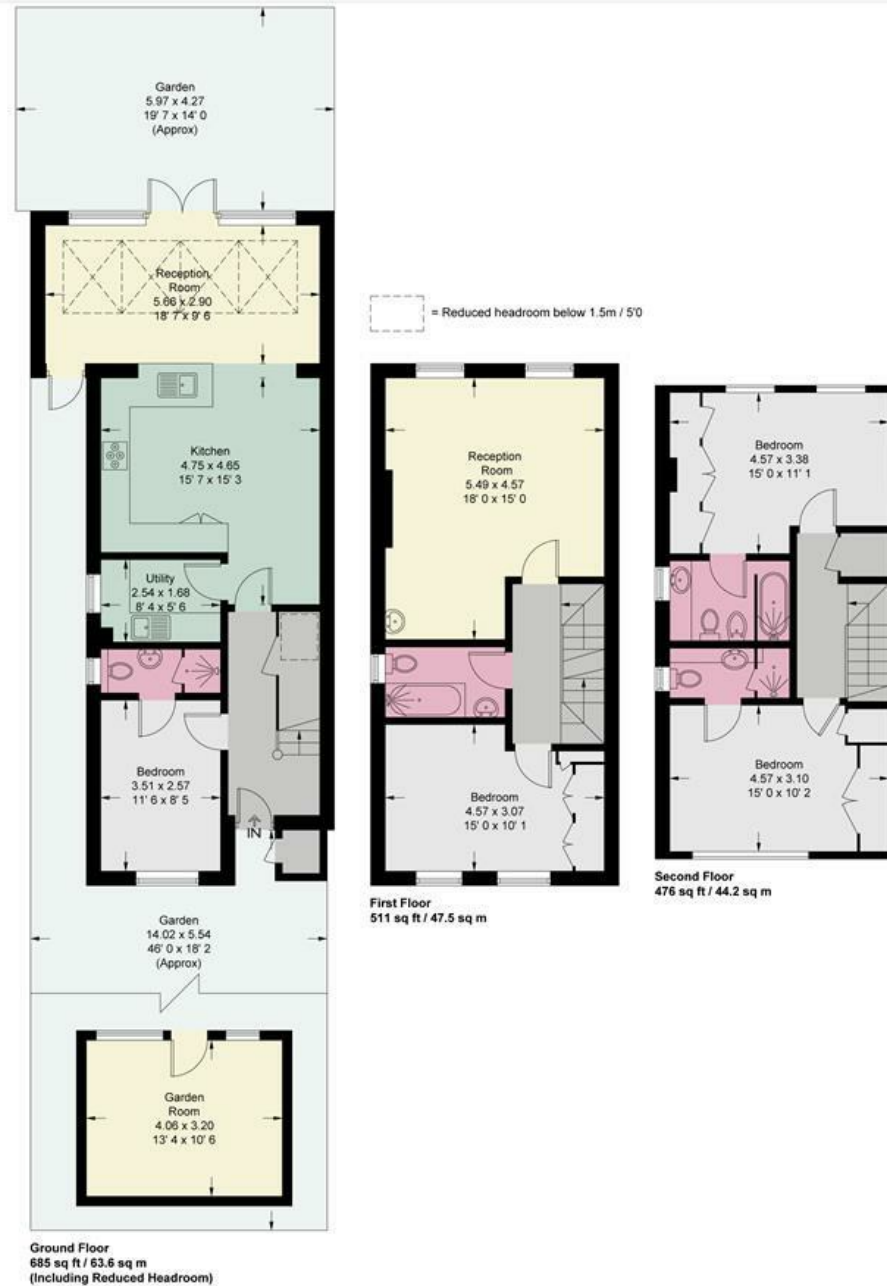 Garden
5.97 x 4.27
19' 7 x 14' 0
(Approx)
Reception
Room
5.66 x 2.90
18' 7 x 9' 6
= Reduced headroom below 1.5m / 5'0
Kitchen
4.75 x 4.65
15' 7 x 15' 3
Utility
2.54 x 1.68
8' 4 x 5' 6
Bedroom
3.51 x 2.57
11' 6 x 8' 5
IN
Garden
14.02 x 5.54
46' 0 x 18' 2
(Approx)
Garden
Room
4.06 x 3.20
13' 4 x 10' 6
Ground Floor
685 sq ft / 63.6 sq m
(Including Reduced Headroom)
Reception
Room
5.49 x 4.57
18' 0 x 15' 0
Bedroom
4.57 x 3.07
15' 0 x 10' 1
First Floor
511 sq ft / 47.5 sq m
Bedroom
4.57 x 3.38
15' 0 x 11' 1
Bedroom
4.57 x 3.10
15' 0 x 10' 2
Second Floor
476 sq ft / 44.2 sq m